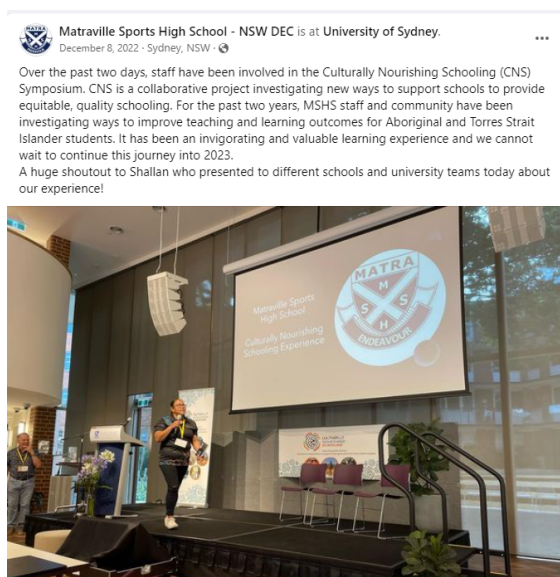 Matraville Sports High School - NSW DEC is at University of Sydney.
December 8, 2022 · Sydney, NSW ·
Over the past two days, staff have been involved in the Culturally Nourishing Schooling (CNS)
Symposium. CNS is a collaborative project investigating new ways to support schools to provide
equitable, quality schooling. For the past two years, MSHS staff and community have been
investigating ways to improve teaching and learning outcomes for Aboriginal and Torres Strait
Islander students. It has been an invigorating and valuable learning experience and we cannot
wait to continue this journey into 2023.
A huge shoutout to Shallan who presented to different schools and university teams today about
our experience!
Matraville Sports
High School
Culturally Nourishing
Schooling Experience
MATRA
M
S S
H
ENDEAVOUR
CULTURALLY